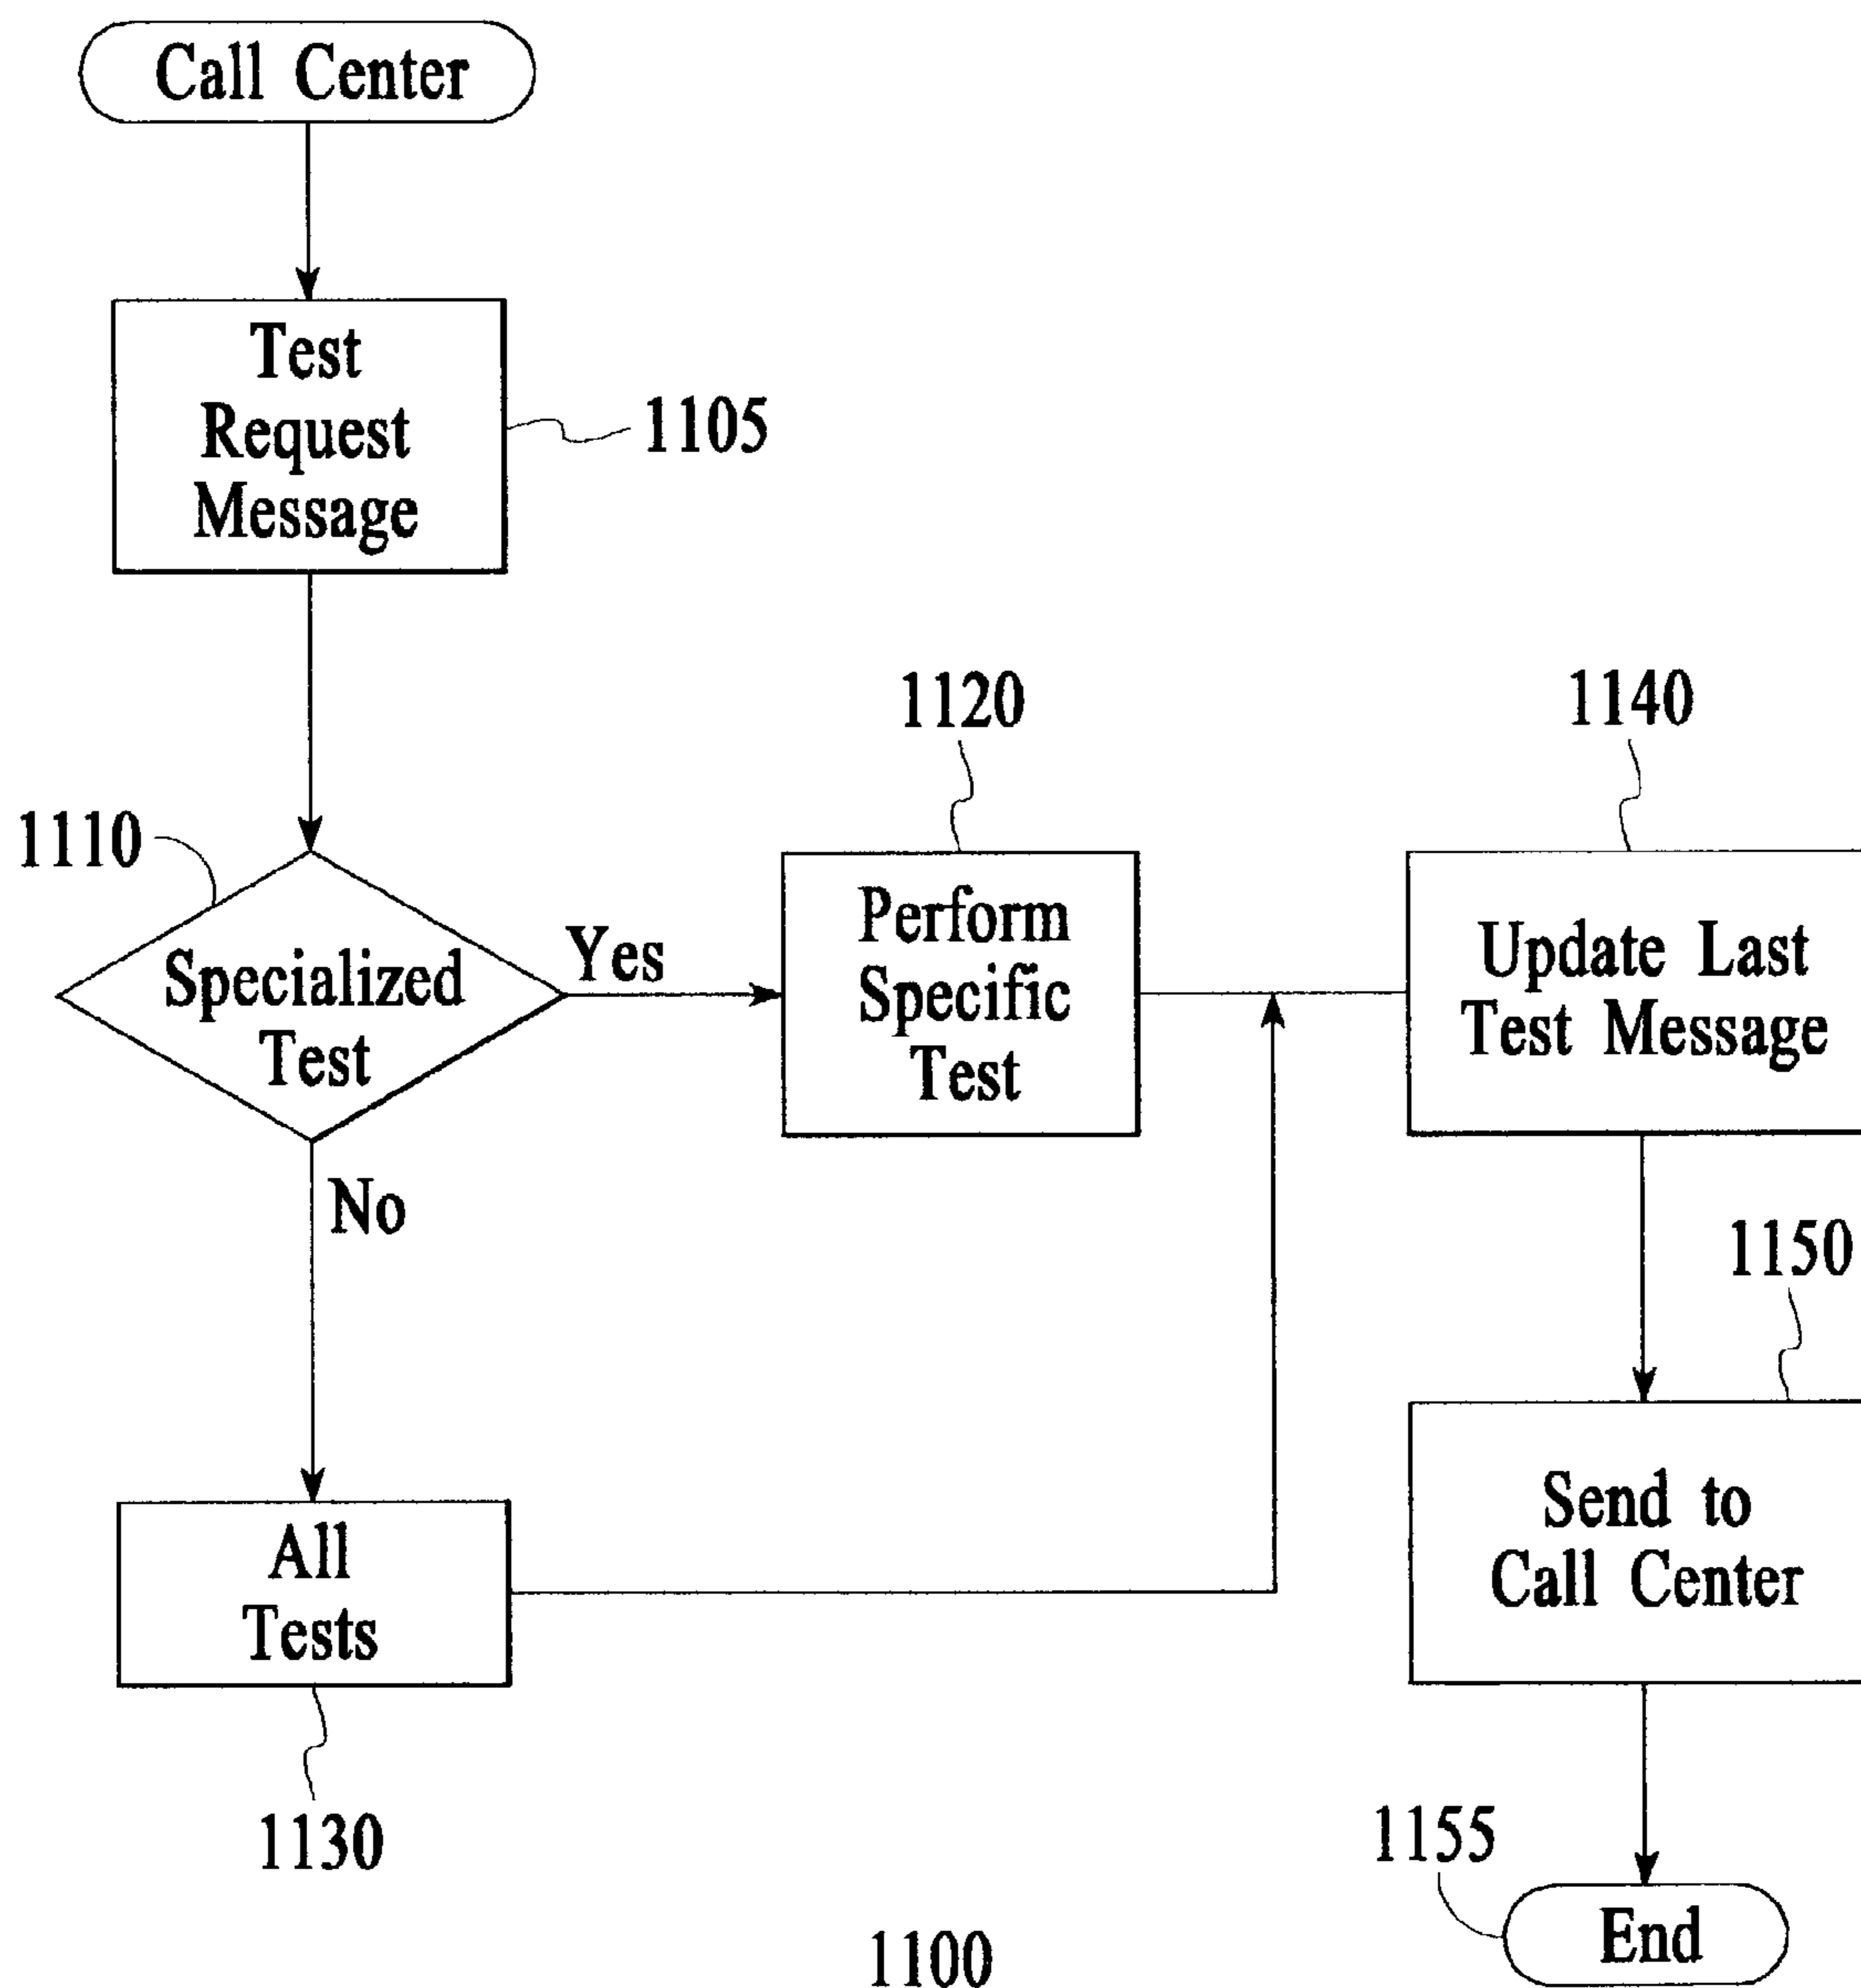 Call Center
Test
Request
Message
1105
1110
Specialized
Test
Yes
No
1120
Perform
Specific
Test
All
Tests
1130
1140
Update Last
Test Message
1150
Send to
Call Center
1155
End
1100